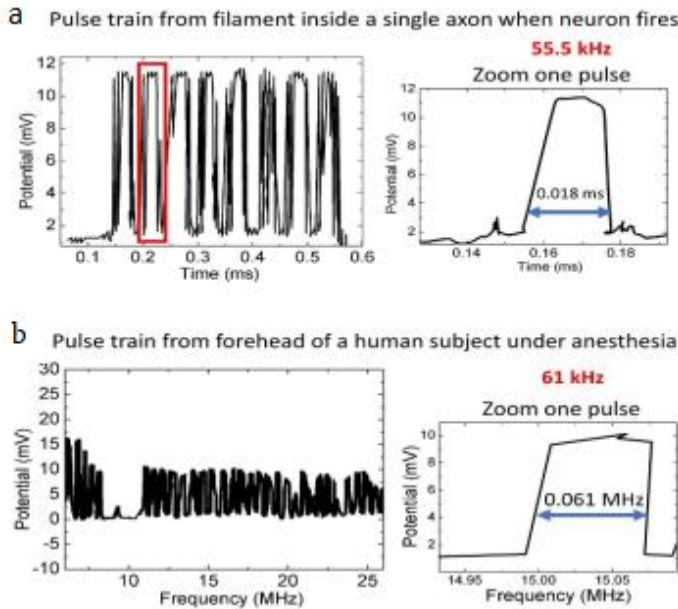 a Pulse train from filament inside a single axon when neuron fires
55.5 kHz
Zoom one pulse
12
10
8
6
4
2
Potential (mV)
0.1 0.2 0.3 0.4 0.5 0.6
Time (ms)
12
10
8
6
4
2
Potential (mV)
0.018 ms
0.14 0.16 0.18
Time (ms)
b Pulse train from forehead of a human subject under anesthesia
61 kHz
Zoom one pulse
30
25
20
15
10
5
0
-5
-10
Potential (mV)
10 15 20 25
Frequency (MHz)
10
8
6
4
2
Potential (mV)
0.061 MHz
14.95 15.00 15.05
Frequency (MHz)